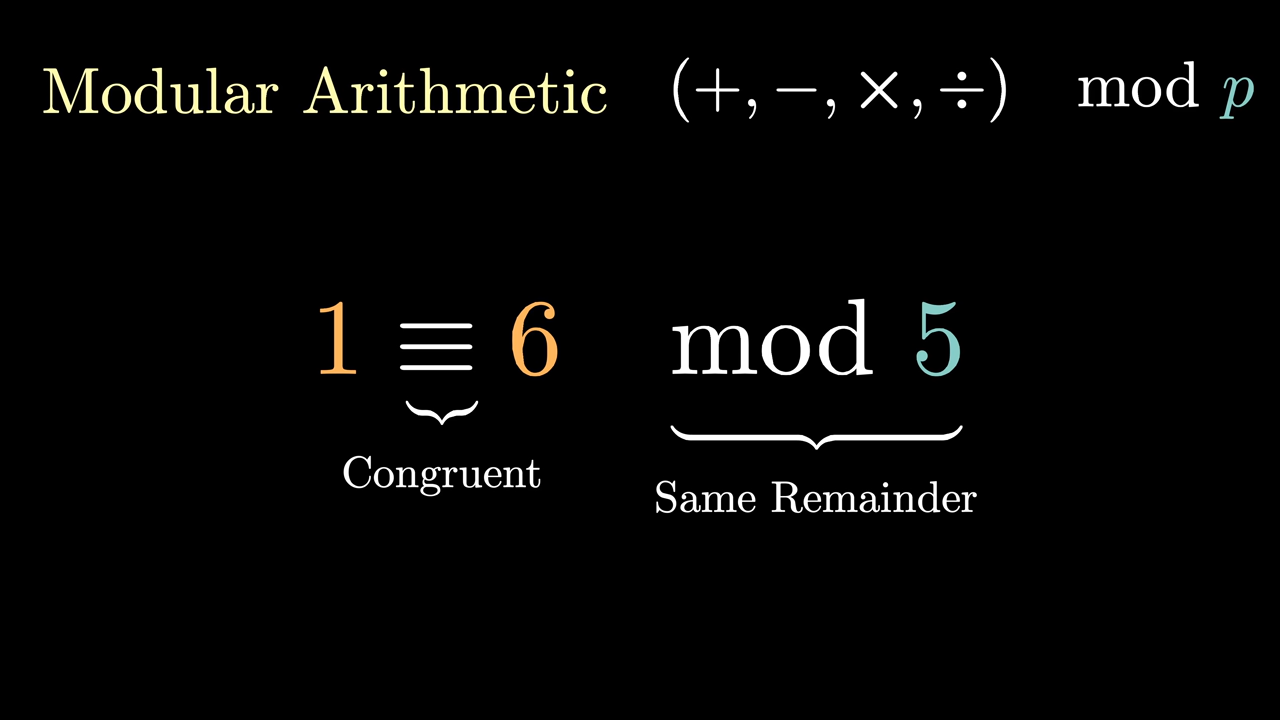 Modular Arithmetic (+, −, ×, ÷) mod p
1 ≡ 6 mod 5
Congruent
Same Remainder